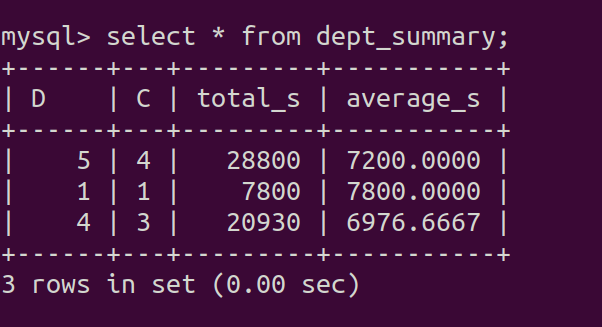 mysql> select * from dept_summary;
+------+---+---------+-----------+
| D    | C | total_s | average_s |
+------+---+---------+-----------+
|    5 | 4 |   28800 | 7200.0000 |
|    1 | 1 |    7800 | 7800.0000 |
|    4 | 3 |   20930 | 6976.6667 |
+------+---+---------+-----------+
3 rows in set (0.00 sec)